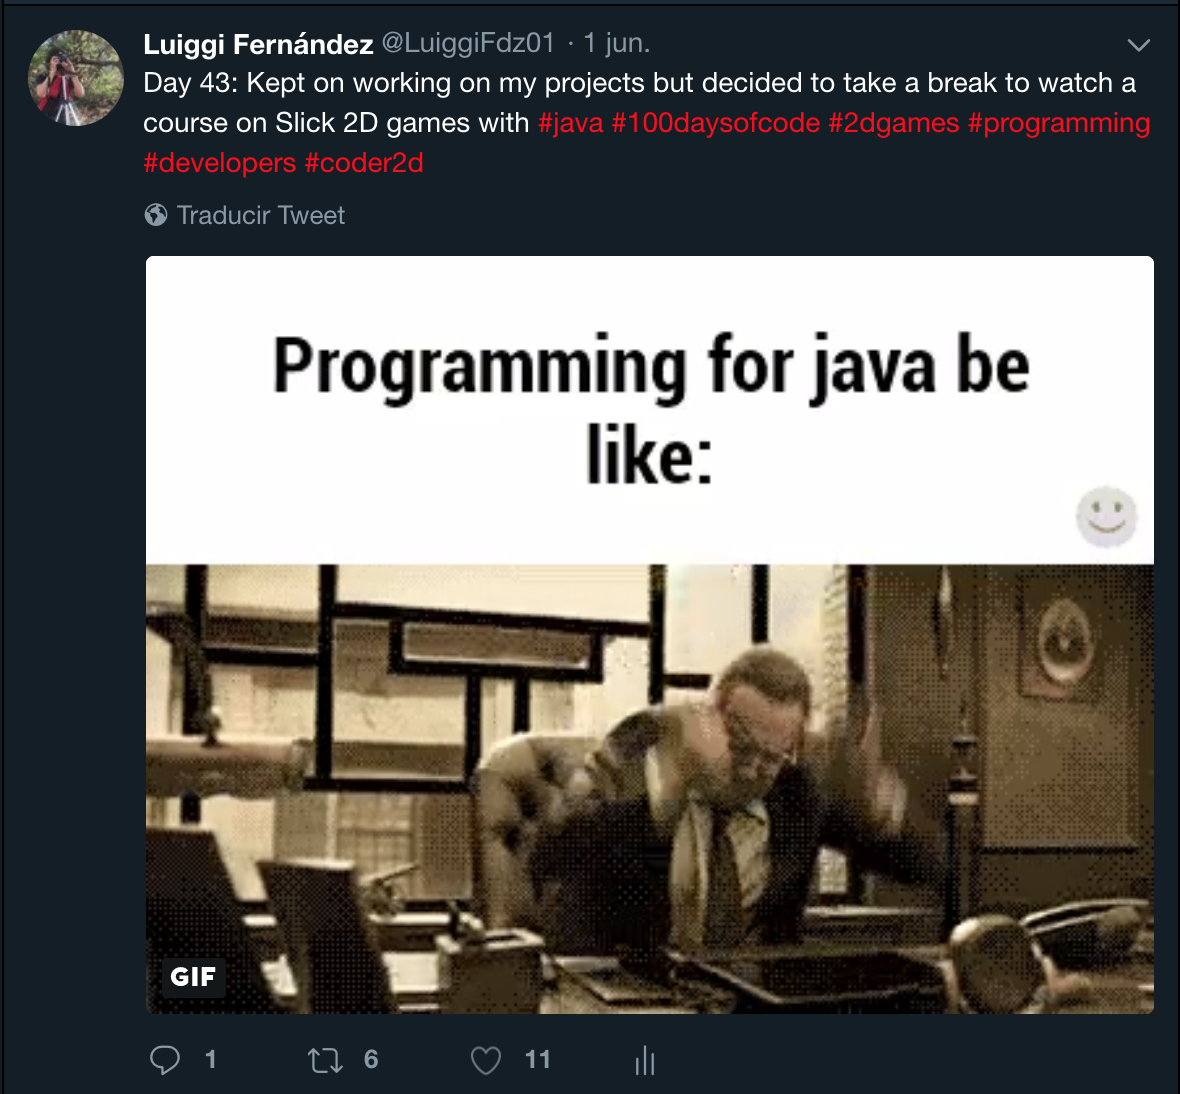 Luiggi Fernández @LuiggiFdz01 · 1 jun.
Day 43: Kept on working on my projects but decided to take a break to watch a
course on Slick 2D games with #java #100daysofcode #2dgames #programming
#developers #coder2d
Traducir Tweet
Programming for java be
like:
GIF
1 6 11